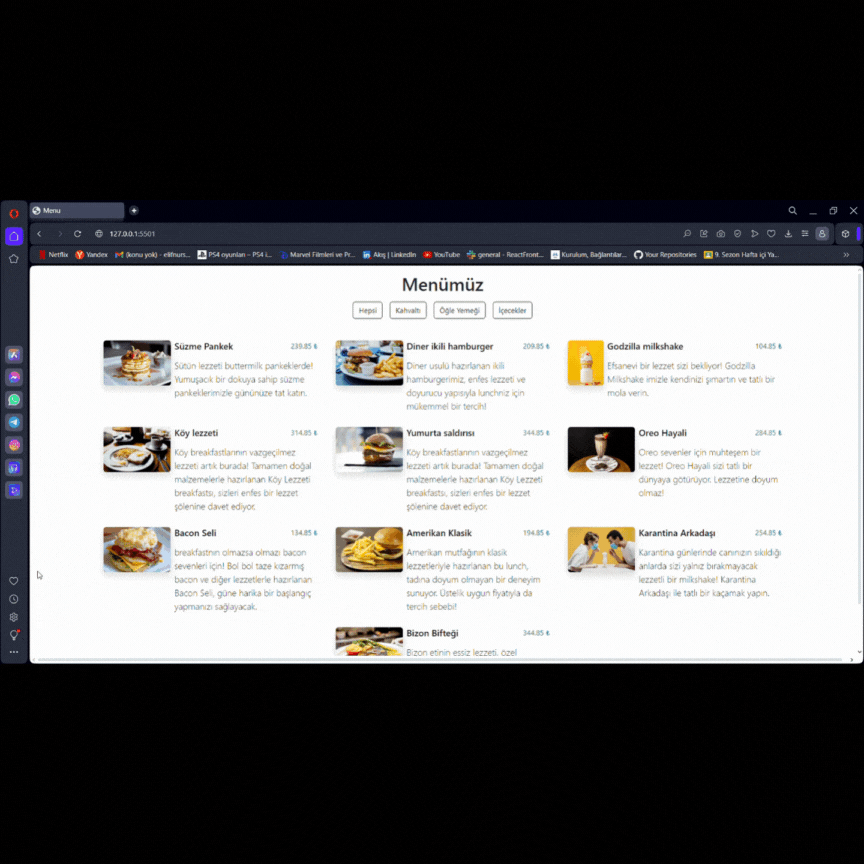 Menu
127.0.0.1:5501
Netflix
Yandex
(konu yok) - elifnurs...
PS4 oyunları – PS4 i...
Marvel Filmleri ve Pr...
Akış | LinkedIn
YouTube
general - ReactFront...
Kurulum, Bağlantılar...
Your Repositories
9. Sezon Hafta içi Ya...
Menümüz
Hepsi
Kahvaltı
Öğle Yemeği
İçecekler
Süzme Pankek 239.85 ₺
Sütün lezzeti buttermilk pankeklerde!
Yumuşacık bir dokuya sahip süzme
pankeklerimizle gününüze tat katın.
Diner ikili hamburger 209.85 ₺
Diner usulü hazırlanan ikili
hamburgerimiz, enfes lezzeti ve
doyurucu yapısıyla lunchniz için
mükemmel bir tercih!
Godzilla milkshake 104.85 ₺
Efsanevi bir lezzet sizi bekliyor! Godzilla
Milkshake imizle kendinizi şımartın ve tatlı bir
mola verin.
Köy lezzeti 314.85 ₺
Köy breakfastlarının vazgeçilmez
lezzeti artık burada! Tamamen doğal
malzemelerle hazırlanan Köy Lezzeti
breakfastsı, sizleri enfes bir lezzet
şölenine davet ediyor.
Yumurta saldırısı 344.85 ₺
Köy breakfastlarının vazgeçilmez
lezzeti artık burada! Tamamen doğal
malzemelerle hazırlanan Köy Lezzeti
breakfastsı, sizleri enfes bir lezzet
şölenine davet ediyor.
Oreo Hayali 284.85 ₺
Oreo sevenler için muhteşem bir
lezzet! Oreo Hayali sizi tatlı bir
dünyaya götürüyor. Lezzetine doyum
olmaz!
Bacon Seli 134.85 ₺
breakfastnın olmazsa olmazı bacon
sevenleri için! Bol bol taze kızarmış
bacon ve diğer lezzetlerle hazırlanan
Bacon Seli, güne harika bir başlangıç
yapmanızı sağlayacak.
Amerikan Klasik 194.85 ₺
Amerikan mutfağının klasik
lezzetleriyle hazırlanan bu lunch,
tadına doyum olmayan bir deneyim
sunuyor. Üstelik uygun fiyatıyla da
tercih sebebi!
Karantina Arkadaşı 254.85 ₺
Karantina günlerinde canınızın sıkıldığı
anlarda sizi yalnız bırakmayacak
lezzetli bir milkshake! Karantina
Arkadaşı ile tatlı bir kaçamak yapın.
Bizon Bifteği 344.85 ₺
Bizon etinin eşsiz lezzeti, özel